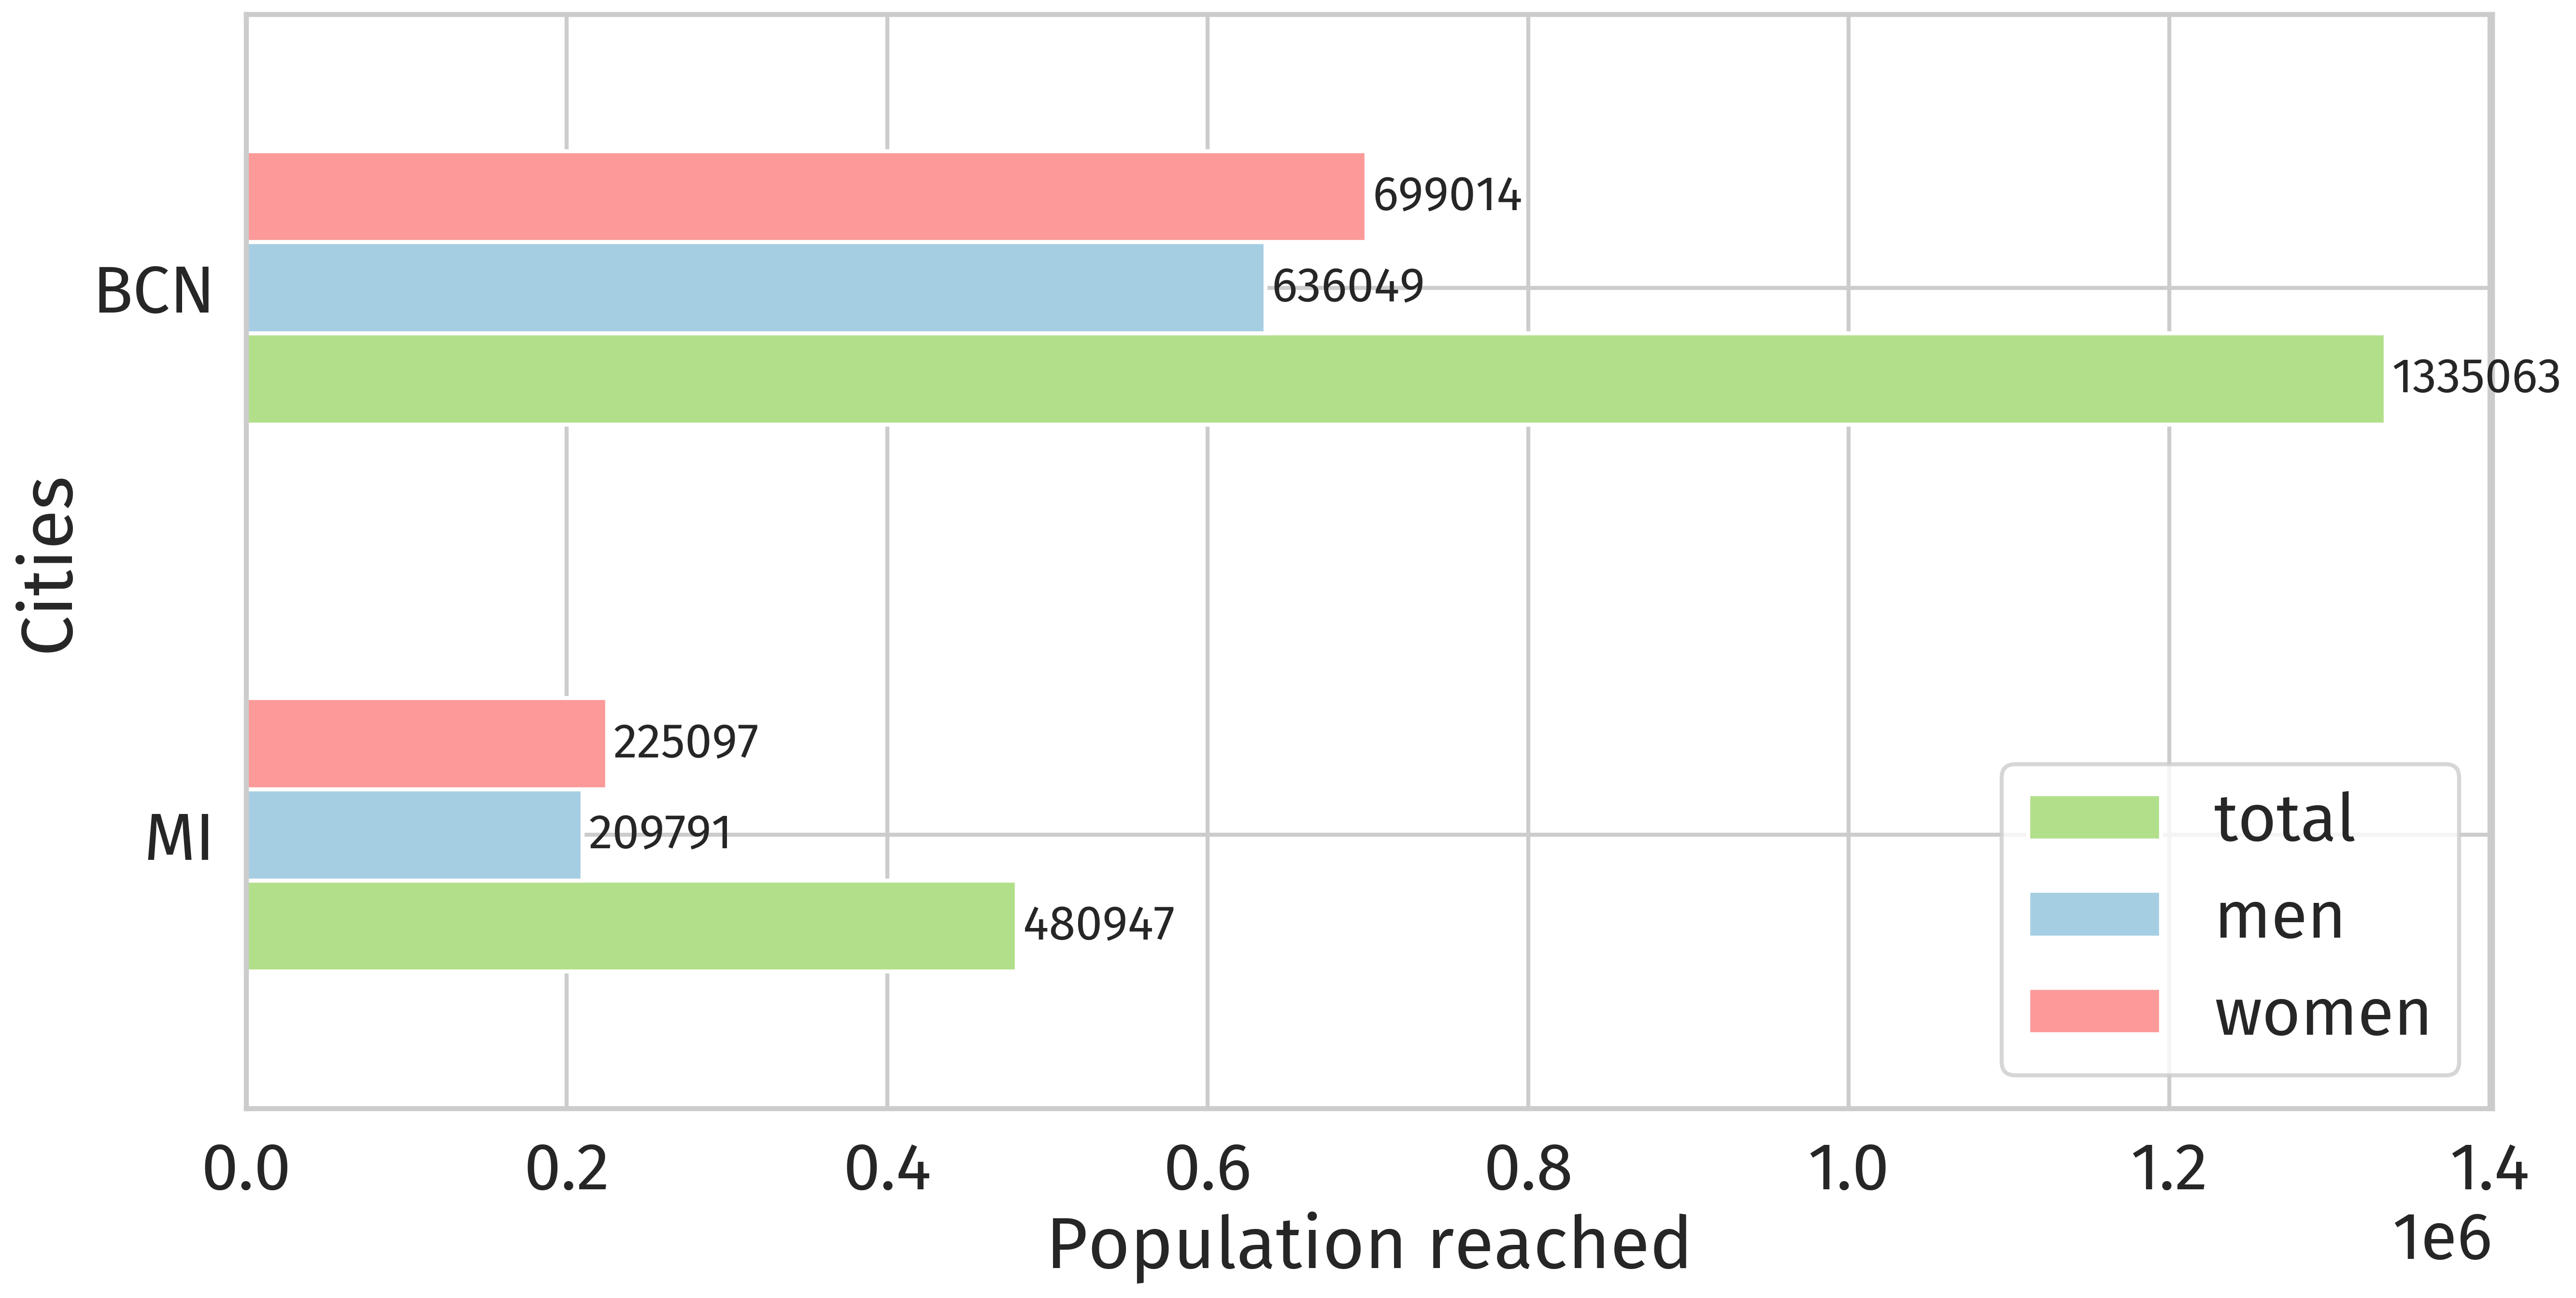 699014
BCN
636049
1335063
Cities
225097
MI
209791
480947
total
men
women
0.0 0.2 0.4 0.6 0.8 1.0 1.2 1.4
Population reached
1e6